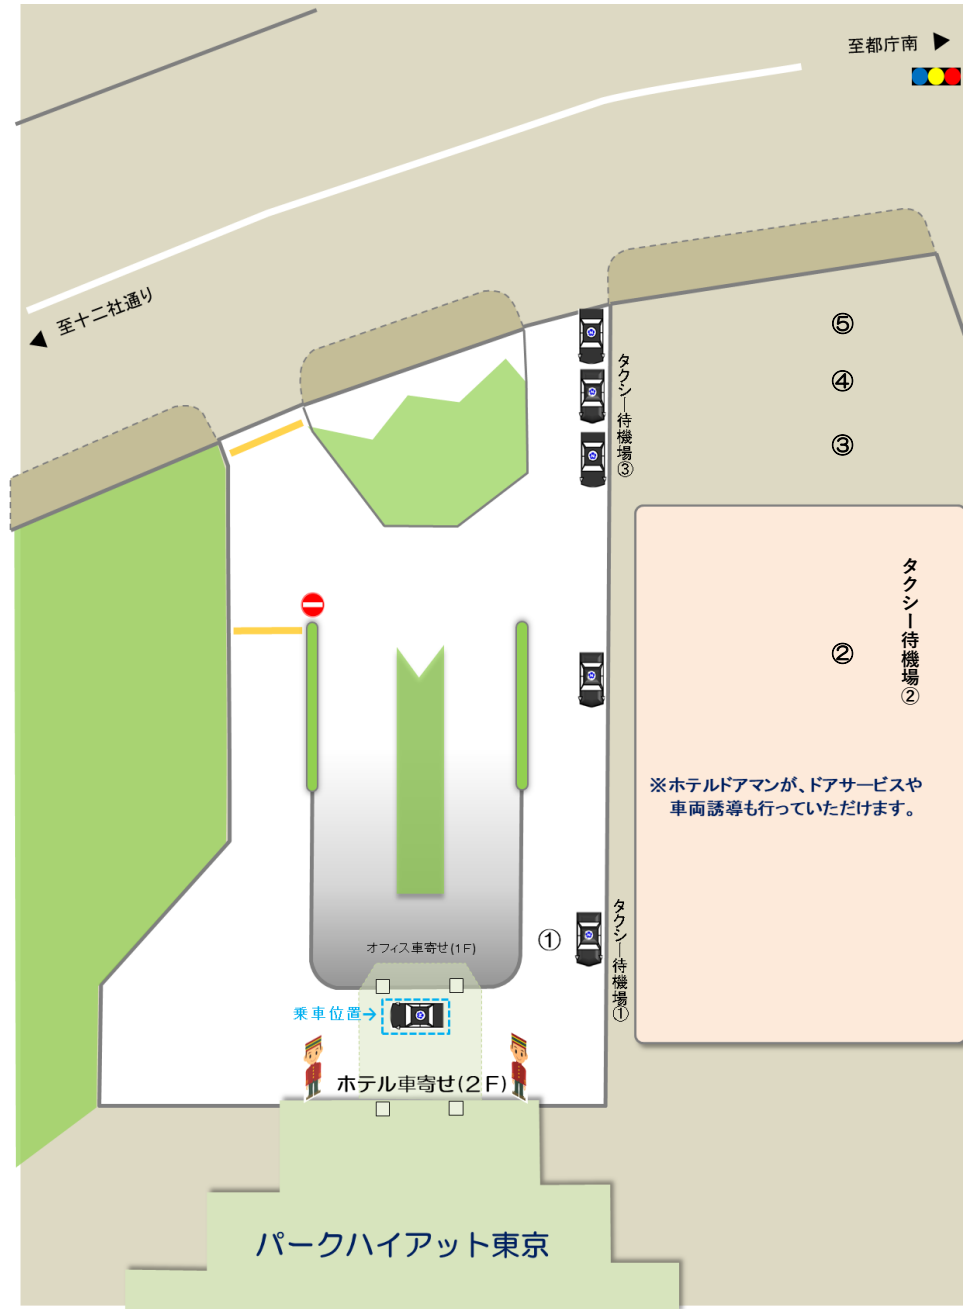 至都庁南 ▶
◀ 至十二社通り
⑤
④
③
タクシー待機場③
タクシー待機場②
②
※ホテルドアマンが、ドアサービスや
車両誘導も行っていただけます。
①
タクシー待機場①
オフィス車寄せ(1F)
乗車位置→
ホテル車寄せ(2F)
パークハイアット東京